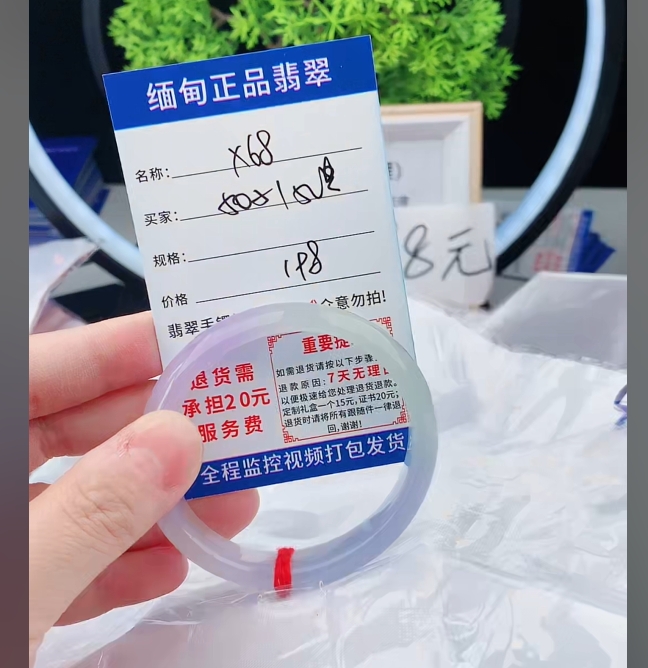 缅甸正品翡翠
名称: X68
买家:
规格:
价格 198
8元
翡翠手镯 介意勿拍!
退货需
承担20元
服务费
重要提
如需退货请按以下步骤.
退款原因:7天无理
以便极速给您处理退货退款。
定制礼盒一个15元,证书20元;
退货时请将所有跟随件一律退
回,谢谢!
全程监控视频打包发货